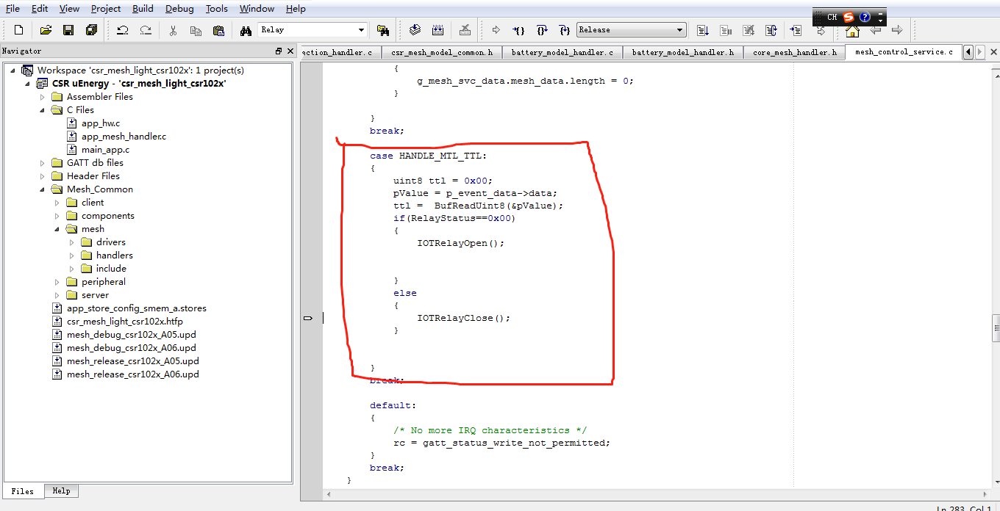 File Edit View Project Build Debug Tools Window Help
CH
Relay
Release
Navigator
ection_handler.c csr_mesh_model_common.h battery_model_handler.c battery_model_handler.h core_mesh_handler.h mesh_control_service.c
Workspace 'csr_mesh_light_csr102x': 1 project(s)
CSR uEnergy - 'csr_mesh_light_csr102x'
Assembler Files
C Files
app_hw.c
app_mesh_handler.c
main_app.c
GATT db files
Header Files
Mesh_Common
client
components
mesh
drivers
handlers
include
peripheral
server
app_store_config_smem_a.stores
csr_mesh_light_csr102x.htfp
mesh_debug_csr102x_A05.upd
mesh_debug_csr102x_A06.upd
mesh_release_csr102x_A05.upd
mesh_release_csr102x_A06.upd
Files Help
{
g_mesh_svc_data.mesh_data.length = 0;
}
}
break;
case HANDLE_MTL_TTL:
{
uint8 ttl = 0x00;
pValue = p_event_data->data;
ttl =  BufReadUint8(&pValue);
if(RelayStatus==0x00)
{
IOTRelayOpen();
}
else
{
IOTRelayClose();
}
}
break;
default:
{
/* No more IRQ characteristics */
rc = gatt_status_write_not_permitted;
}
break;
}
Ln 283, Col 1